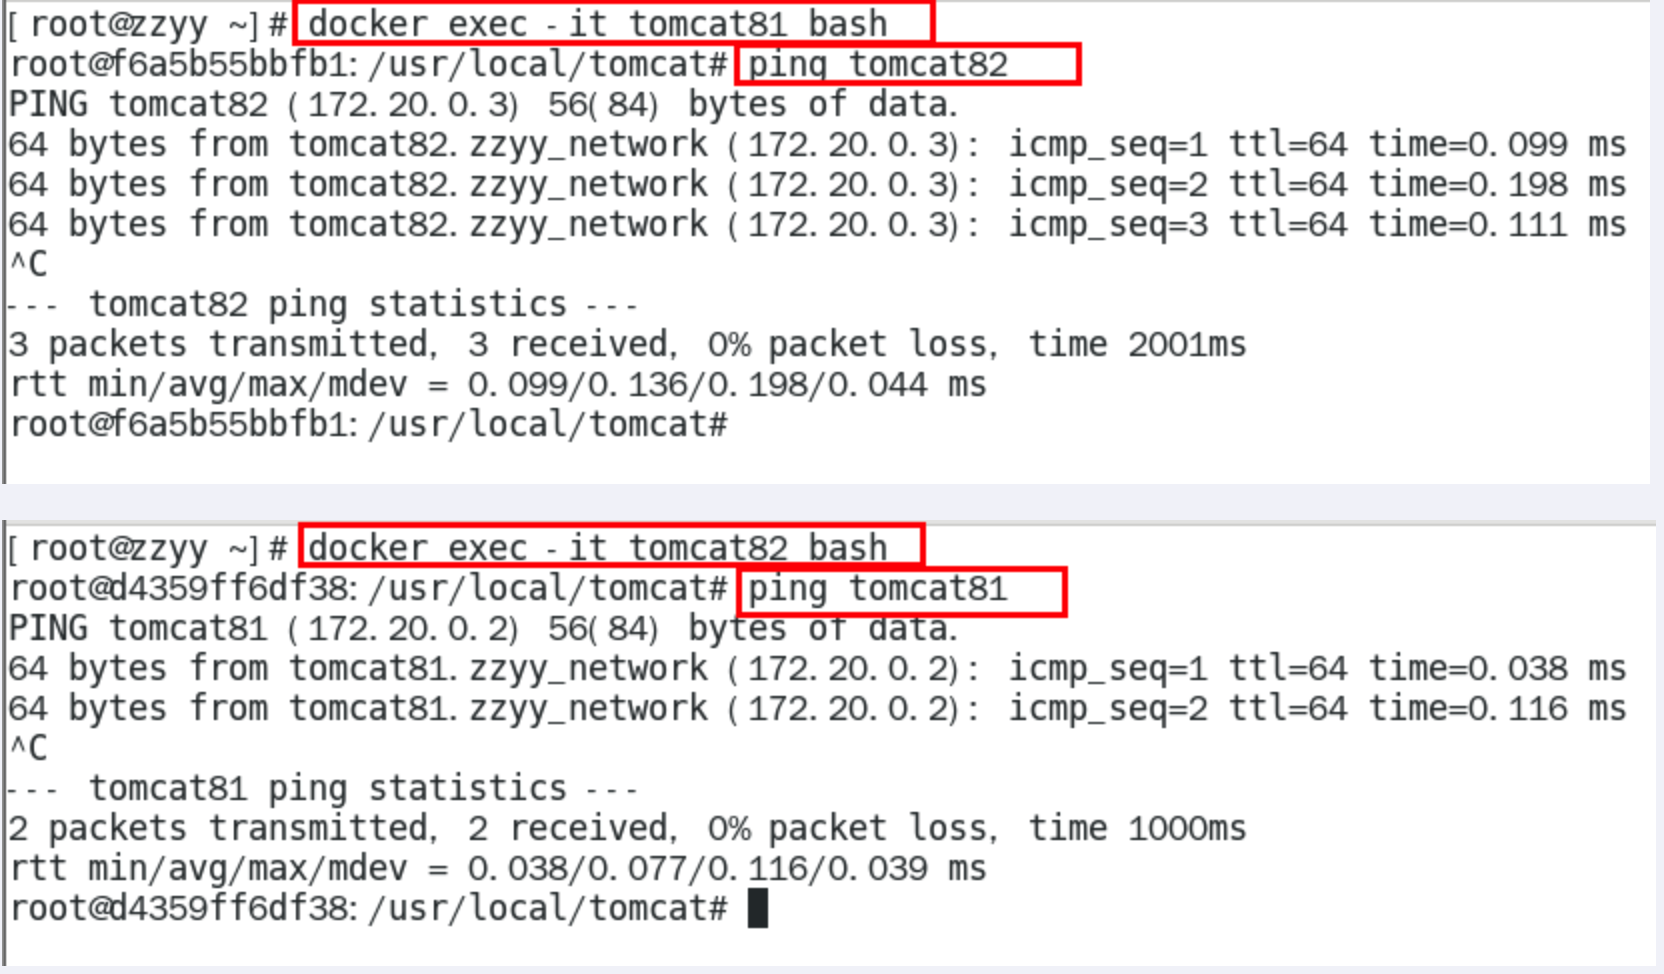 [root@zzyy ~]# docker exec -it tomcat81 bash
root@f6a5b55bbfb1:/usr/local/tomcat# ping tomcat82
PING tomcat82 (172.20.0.3) 56(84) bytes of data.
64 bytes from tomcat82.zzyy_network (172.20.0.3): icmp_seq=1 ttl=64 time=0.099 ms
64 bytes from tomcat82.zzyy_network (172.20.0.3): icmp_seq=2 ttl=64 time=0.198 ms
64 bytes from tomcat82.zzyy_network (172.20.0.3): icmp_seq=3 ttl=64 time=0.111 ms
^C
--- tomcat82 ping statistics ---
3 packets transmitted, 3 received, 0% packet loss, time 2001ms
rtt min/avg/max/mdev = 0.099/0.136/0.198/0.044 ms
root@f6a5b55bbfb1:/usr/local/tomcat#
[root@zzyy ~]# docker exec -it tomcat82 bash
root@d4359ff6df38:/usr/local/tomcat# ping tomcat81
PING tomcat81 (172.20.0.2) 56(84) bytes of data.
64 bytes from tomcat81.zzyy_network (172.20.0.2): icmp_seq=1 ttl=64 time=0.038 ms
64 bytes from tomcat81.zzyy_network (172.20.0.2): icmp_seq=2 ttl=64 time=0.116 ms
^C
--- tomcat81 ping statistics ---
2 packets transmitted, 2 received, 0% packet loss, time 1000ms
rtt min/avg/max/mdev = 0.038/0.077/0.116/0.039 ms
root@d4359ff6df38:/usr/local/tomcat#